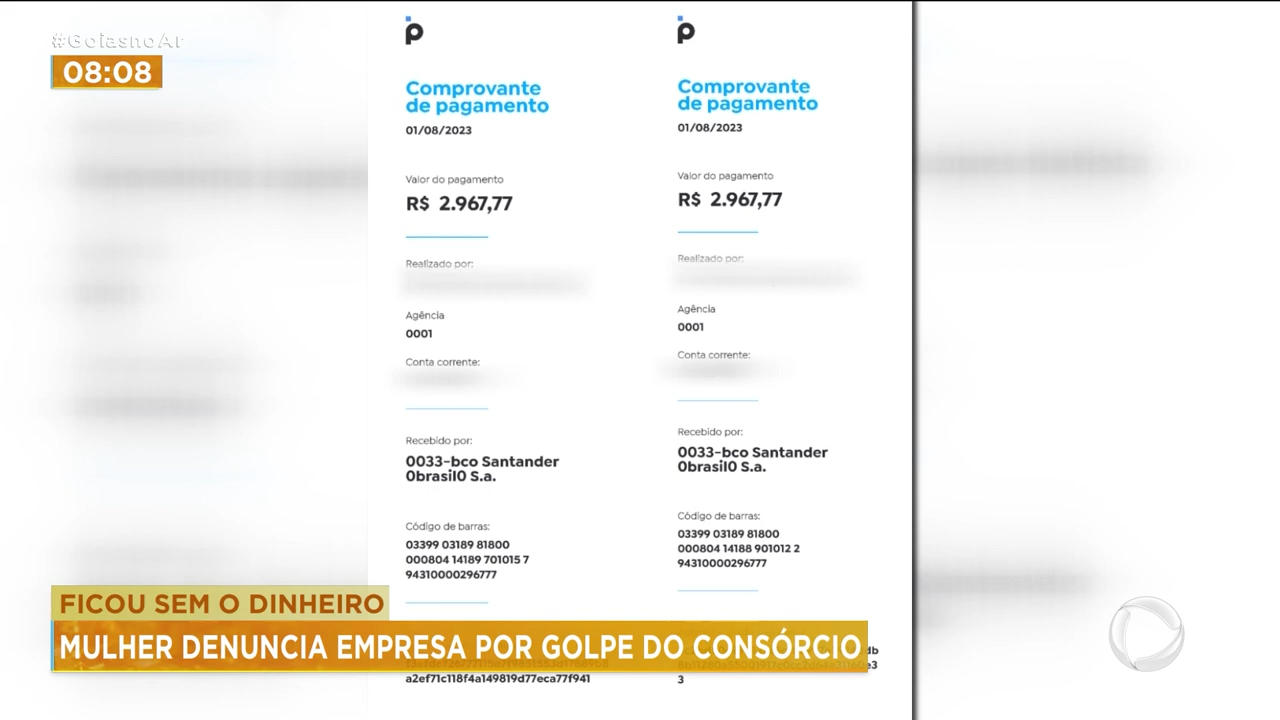 #GoiasnoAr
08:08
Comprovante
de pagamento
01/08/2023
Valor do pagamento
R$ 2.967,77
Realizado por:
Agência
0001
Conta corrente:
Recebido por:
0033-bco Santander
0brasil0 S.a.
Código de barras:
03399 03189 81800
000804 14189 701015 7
94310000296777
a2ef71c118f4a149819d77eca77f941
Comprovante
de pagamento
01/08/2023
Valor do pagamento
R$ 2.967,77
Realizado por:
Agência
0001
Conta corrente:
Recebido por:
0033-bco Santander
0brasil0 S.a.
Código de barras:
03399 03189 81800
000804 14188 901012 2
94310000296777
3
FICOU SEM O DINHEIRO
MULHER DENUNCIA EMPRESA POR GOLPE DO CONSÓRCIO